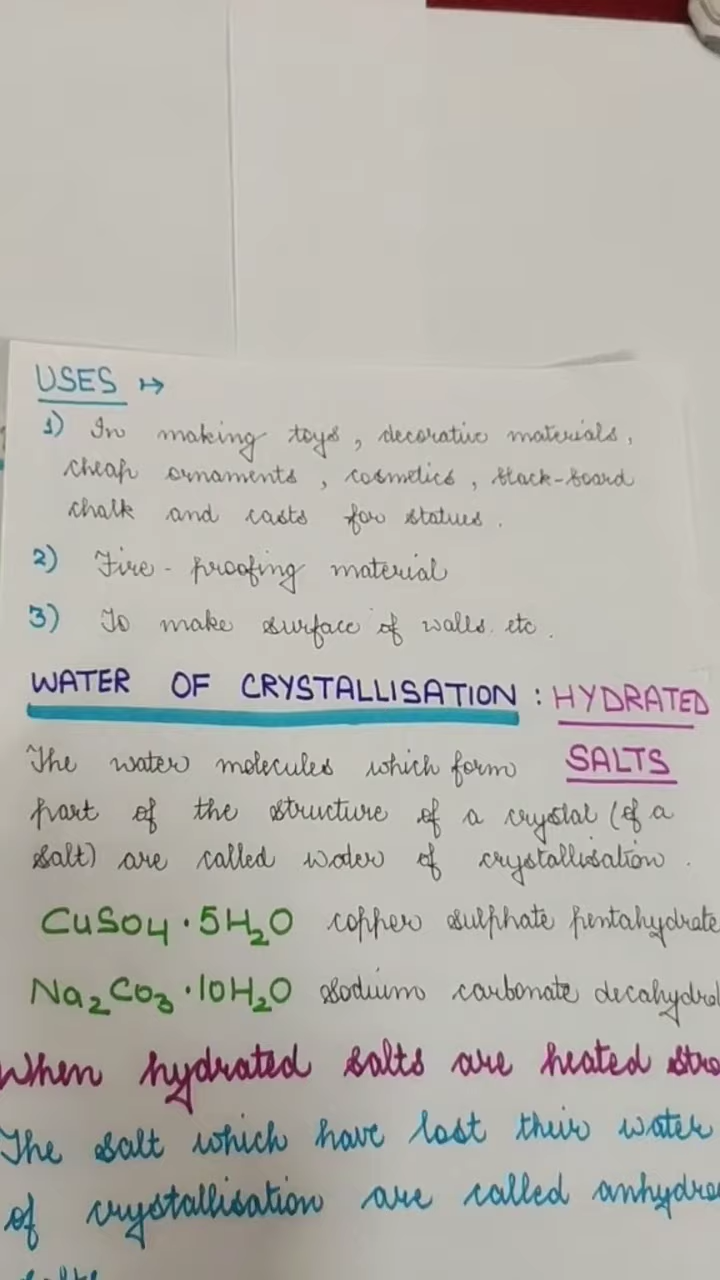 USES ↦
1) In making toys, decorative materials,
cheap ornaments, cosmetics, black-board
chalk and casts for statues.
2) Fire-proofing material
3) To make surface of walls. etc.
WATER OF CRYSTALLISATION : HYDRATED
SALTS
The water molecules which form
part of the structure of a crystal (of a
salt) are called water of crystallisation.
CuSO4·5H2O copper sulphate pentahydrate
Na2CO3·10H2O sodium carbonate decahyd
When hydrated salts are heated stro
The salt which have lost their water
of crystallisation are called anhydro